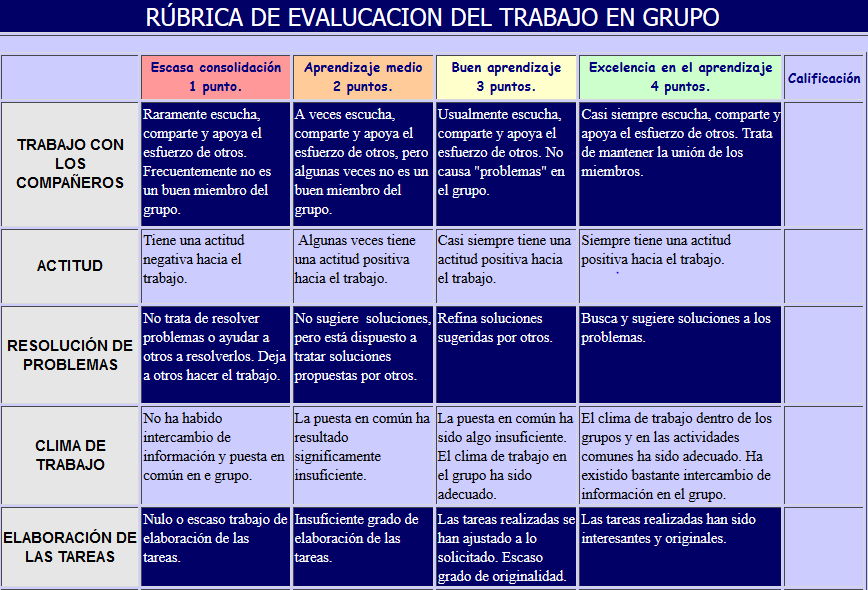 RÚBRICA DE EVALUCACION DEL TRABAJO EN GRUPO
Escasa consolidación
1 punto.
Aprendizaje medio
2 puntos.
Buen aprendizaje
3 puntos.
Excelencia en el aprendizaje
4 puntos.
Calificación
TRABAJO CON
LOS
COMPAÑEROS
Raramente escucha,
comparte y apoya el
esfuerzo de otros.
Frecuentemente no es
un buen miembro del
grupo.
A veces escucha,
comparte y apoya el
esfuerzo de otros, pero
algunas veces no es un
buen miembro del
grupo.
Usualmente escucha,
comparte y apoya el
esfuerzo de otros. No
causa "problemas" en
el grupo.
Casi siempre escucha, comparte y
apoya el esfuerzo de otros. Trata
de mantener la unión de los
miembros.
ACTITUD
Tiene una actitud
negativa hacia el
trabajo.
Algunas veces tiene
una actitud positiva
hacia el trabajo.
Casi siempre tiene una
actitud positiva hacia
el trabajo.
Siempre tiene una actitud
positiva hacia el trabajo.
RESOLUCIÓN DE
PROBLEMAS
No trata de resolver
problemas o ayudar a
otros a resolverlos. Deja
a otros hacer el trabajo.
No sugiere soluciones,
pero está dispuesto a
tratar soluciones
propuestas por otros.
Refina soluciones
sugeridas por otros.
Busca y sugiere soluciones a los
problemas.
CLIMA DE
TRABAJO
No ha habido
intercambio de
información y puesta en
común en e grupo.
La puesta en común ha
resultado
significamente
insuficiente.
La puesta en común ha
sido algo insuficiente.
El clima de trabajo en
el grupo ha sido
adecuado.
El clima de trabajo dentro de los
grupos y en las actividades
comunes ha sido adecuado. Ha
existido bastante intercambio de
información en el grupo.
ELABORACIÓN DE
LAS TAREAS
Nulo o escaso trabajo de
elaboración de las
tareas.
Insuficiente grado de
elaboración de las
tareas.
Las tareas realizadas se
han ajustado a lo
solicitado. Escaso
grado de originalidad.
Las tareas realizadas han sido
interesantes y originales.